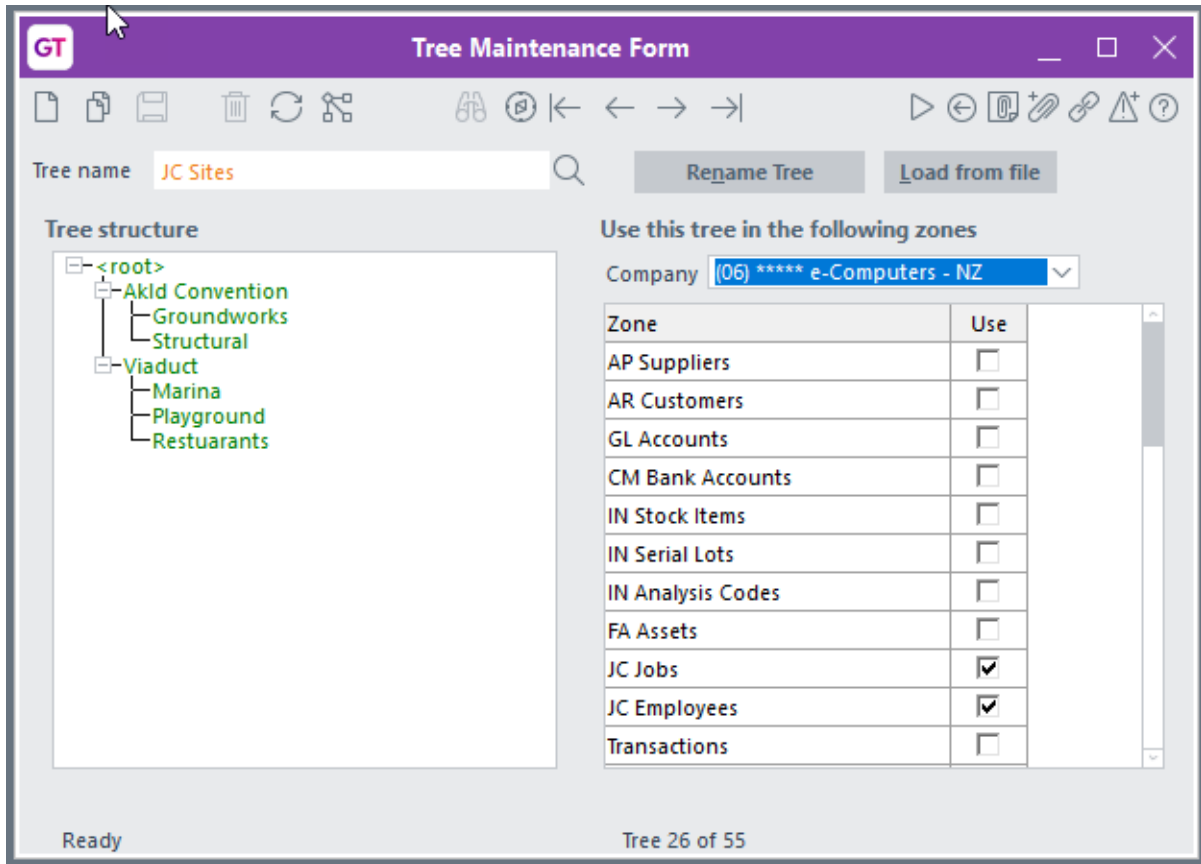 GT
Tree Maintenance Form
Tree name JC Sites Rename Tree Load from file
Tree structure
<root>
Akld Convention
Groundworks
Structural
Viaduct
Marina
Playground
Restuarants
Use this tree in the following zones
Company (06) ***** e-Computers - NZ
Zone Use
AP Suppliers
AR Customers
GL Accounts
CM Bank Accounts
IN Stock Items
IN Serial Lots
IN Analysis Codes
FA Assets
JC Jobs
JC Employees
Transactions
Ready Tree 26 of 55